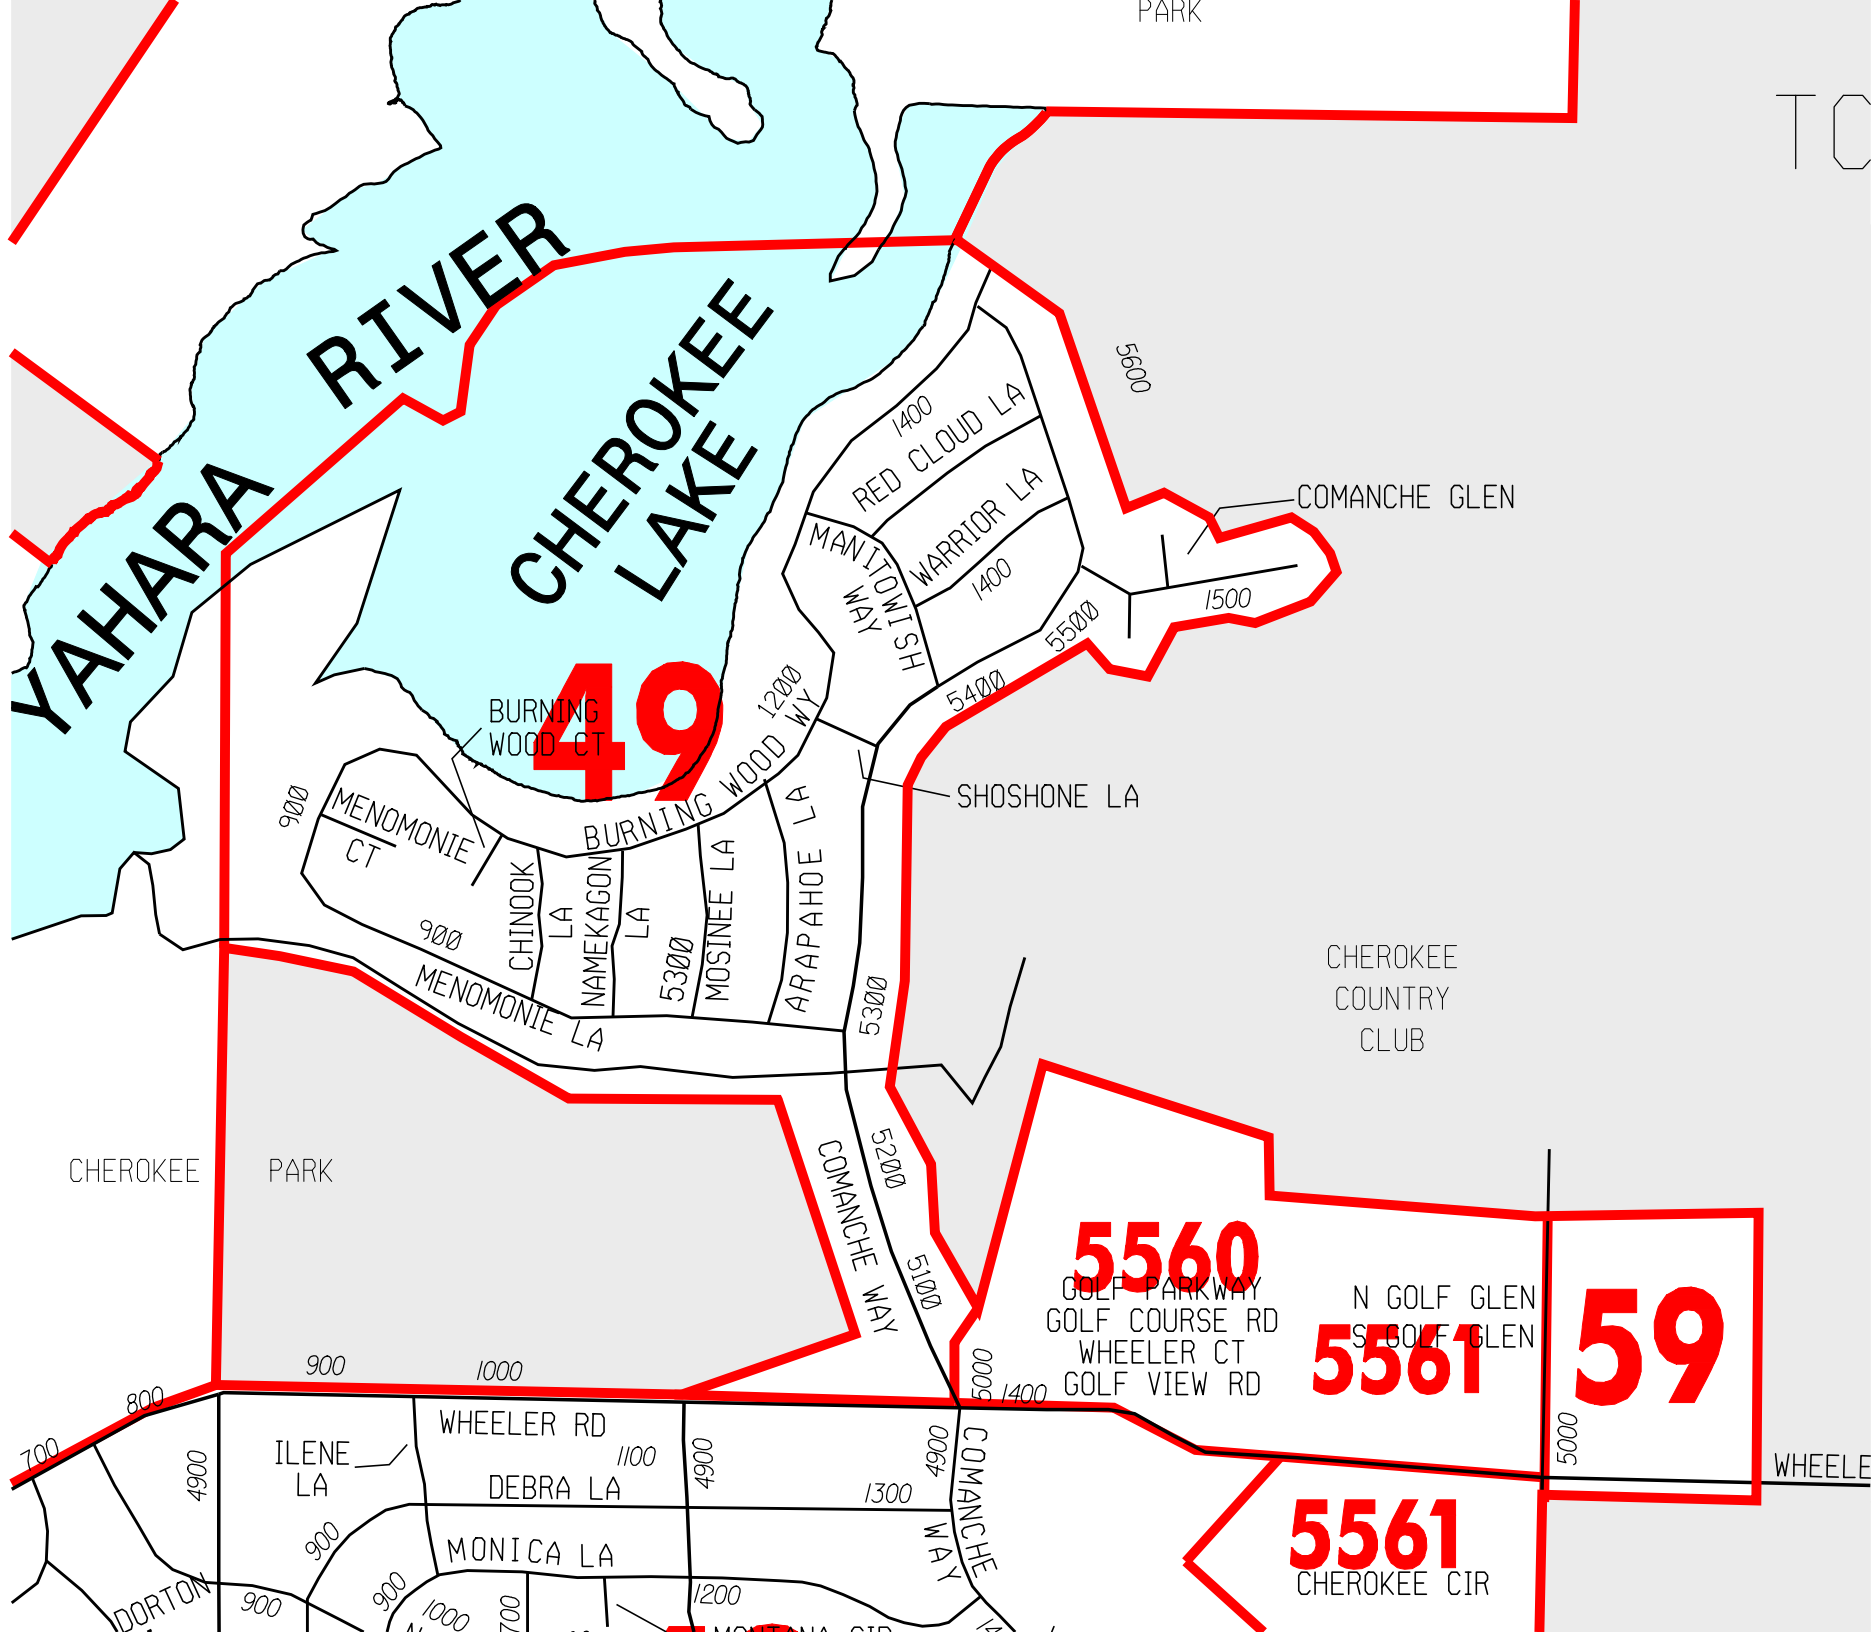 PARK
TC
YAHARA RIVER
CHEROKEE
LAKE
5600
1400
RED CLOUD LA
COMANCHE GLEN
WARRIOR LA
MANITOWISH
WAY
1400
1500
5500
5400
49
1200
BURNING
WOOD CT
BURNING WOOD WY
SHOSHONE LA
900
MENOMONIE
CT
CHINOOK
LA
NAMEKAGON
LA
5300
MOSINEE LA
ARAPAHOE LA
900
MENOMONIE LA
5300
CHEROKEE
COUNTRY
CLUB
CHEROKEE PARK
5200
COMANCHE WAY
5100
5560
GOLF PARKWAY
GOLF COURSE RD
WHEELER CT
GOLF VIEW RD
N GOLF GLEN
S GOLF GLEN
5561
59
900
1000
5000
1400
800
700
WHEELER RD
ILENE
LA
4900
1100
4900
4900
COMANCHE
WAY
5000
WHEELE
DEBRA LA
1300
900
MONICA LA
5561
CHEROKEE CIR
DORTON
900
900
1000
700
1200
MONTANA CIR